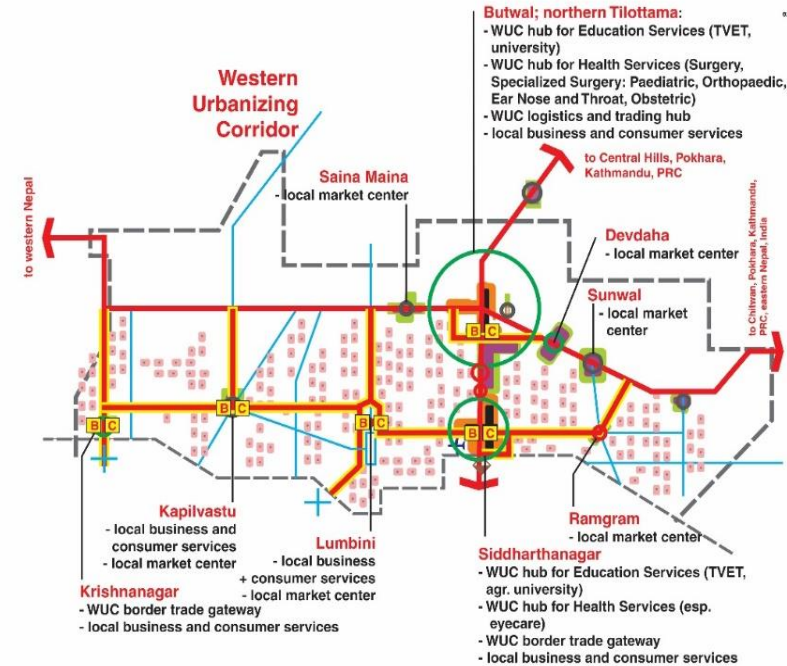 Butwal; northern Tilottama:
- WUC hub for Education Services (TVET,
university)
- WUC hub for Health Services (Surgery,
Specialized Surgery: Paediatric, Orthopaedic,
Ear Nose and Throat, Obstetric)
- WUC logistics and trading hub
- local business and consumer services
Western
Urbanizing
Corridor
to Central Hills, Pokhara,
Kathmandu, PRC
Saina Maina
- local market center
to western Nepal
Devdaha
- local market center
Sunwal
- local market
center
to Chitwan, Pokhara, Kathmandu,
PRC, eastern Nepal, India
B C
B C
B C
B C
B C
Kapilvastu
- local business and
consumer services
- local market center
Lumbini
- local business
+ consumer services
- local market center
Krishnanagar
- WUC border trade gateway
- local business and consumer services
Ramgram
- local market center
Siddharthanagar
- WUC hub for Education Services (TVET,
agr. university)
- WUC hub for Health Services (esp.
eyecare)
- WUC border trade gateway
- local business and consumer services